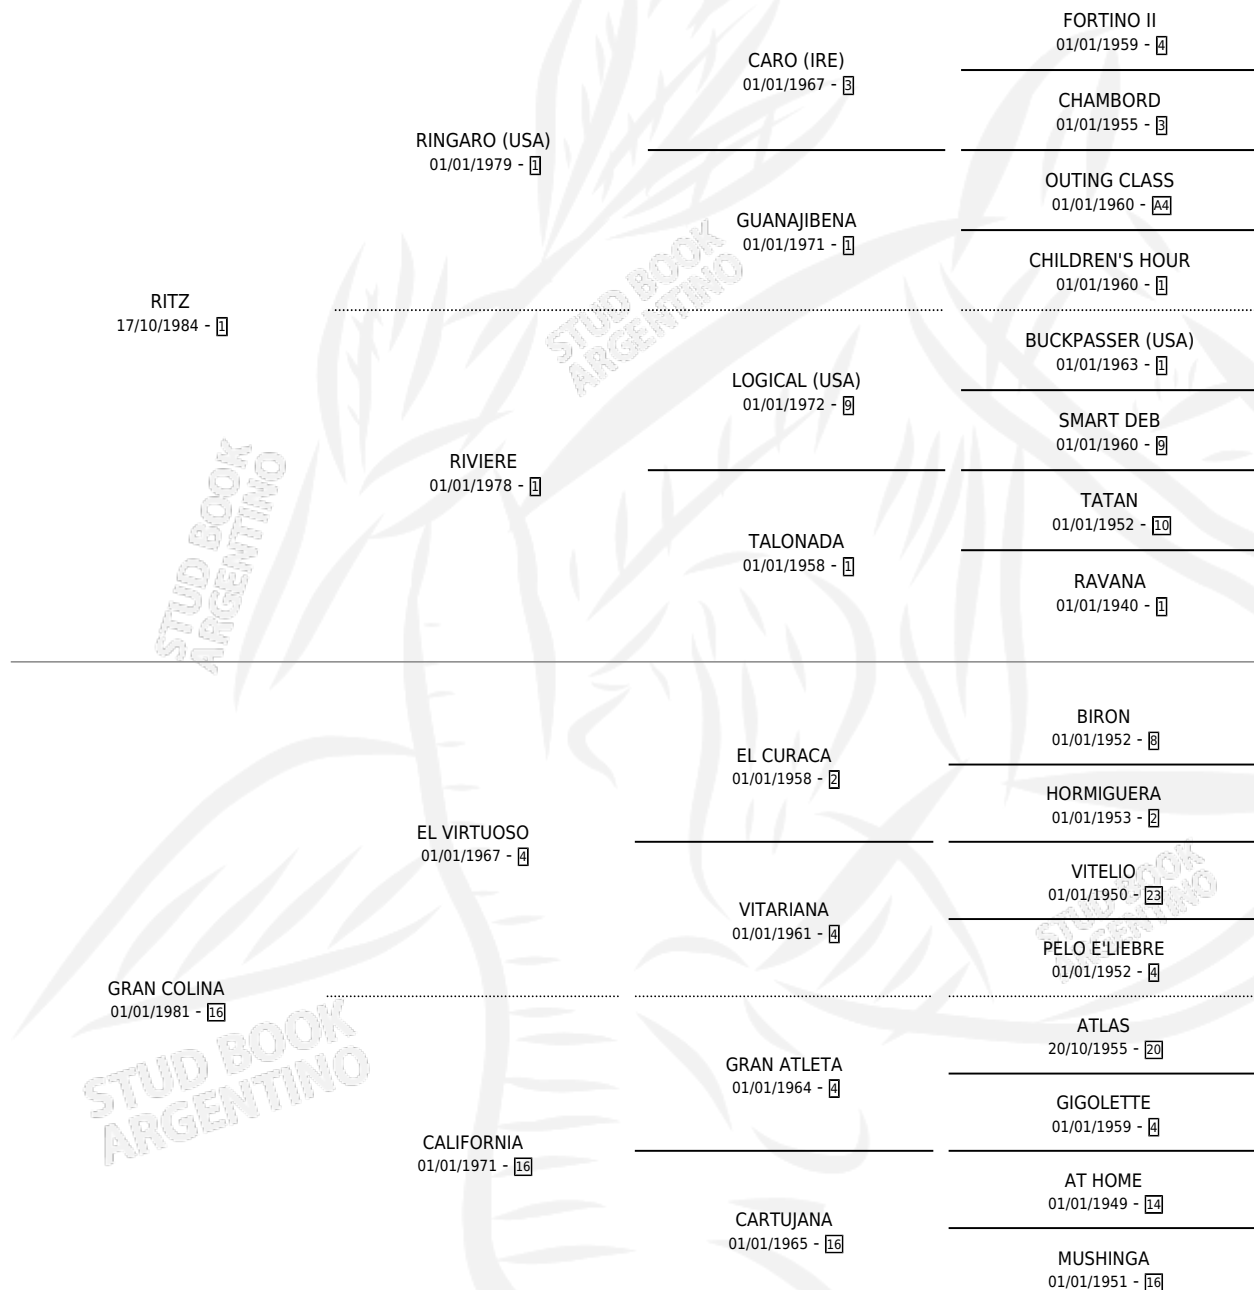 FORTINO II
01/01/1959 - 4
CARO (IRE)
01/01/1967 - 3
CHAMBORD
01/01/1955 - 3
RINGARO (USA)
01/01/1979 - 1
OUTING CLASS
01/01/1960 - A4
GUANAJIBENA
01/01/1971 - 1
CHILDREN'S HOUR
01/01/1960 - 1
RITZ
17/10/1984 - 1
BUCKPASSER (USA)
01/01/1963 - 1
LOGICAL (USA)
01/01/1972 - 9
SMART DEB
01/01/1960 - 9
RIVIERE
01/01/1978 - 1
TATAN
01/01/1952 - 10
TALONADA
01/01/1958 - 1
RAVANA
01/01/1940 - 1
BIRON
01/01/1952 - 8
EL CURACA
01/01/1958 - 2
HORMIGUERA
01/01/1953 - 2
EL VIRTUOSO
01/01/1967 - 4
VITELIO
01/01/1950 - 23
VITARIANA
01/01/1961 - 4
PELO E'LIEBRE
01/01/1952 - 4
GRAN COLINA
01/01/1981 - 16
ATLAS
20/10/1955 - 20
GRAN ATLETA
01/01/1964 - 4
GIGOLETTE
01/01/1959 - 4
CALIFORNIA
01/01/1971 - 16
AT HOME
01/01/1949 - 14
CARTUJANA
01/01/1965 - 16
MUSHINGA
01/01/1951 - 16
STUD BOOK
ARGENTINO
STUD BOOK
ARGENTINO
STUD BOOK
ARGENTINO
STUD BOOK
ARGENTINO